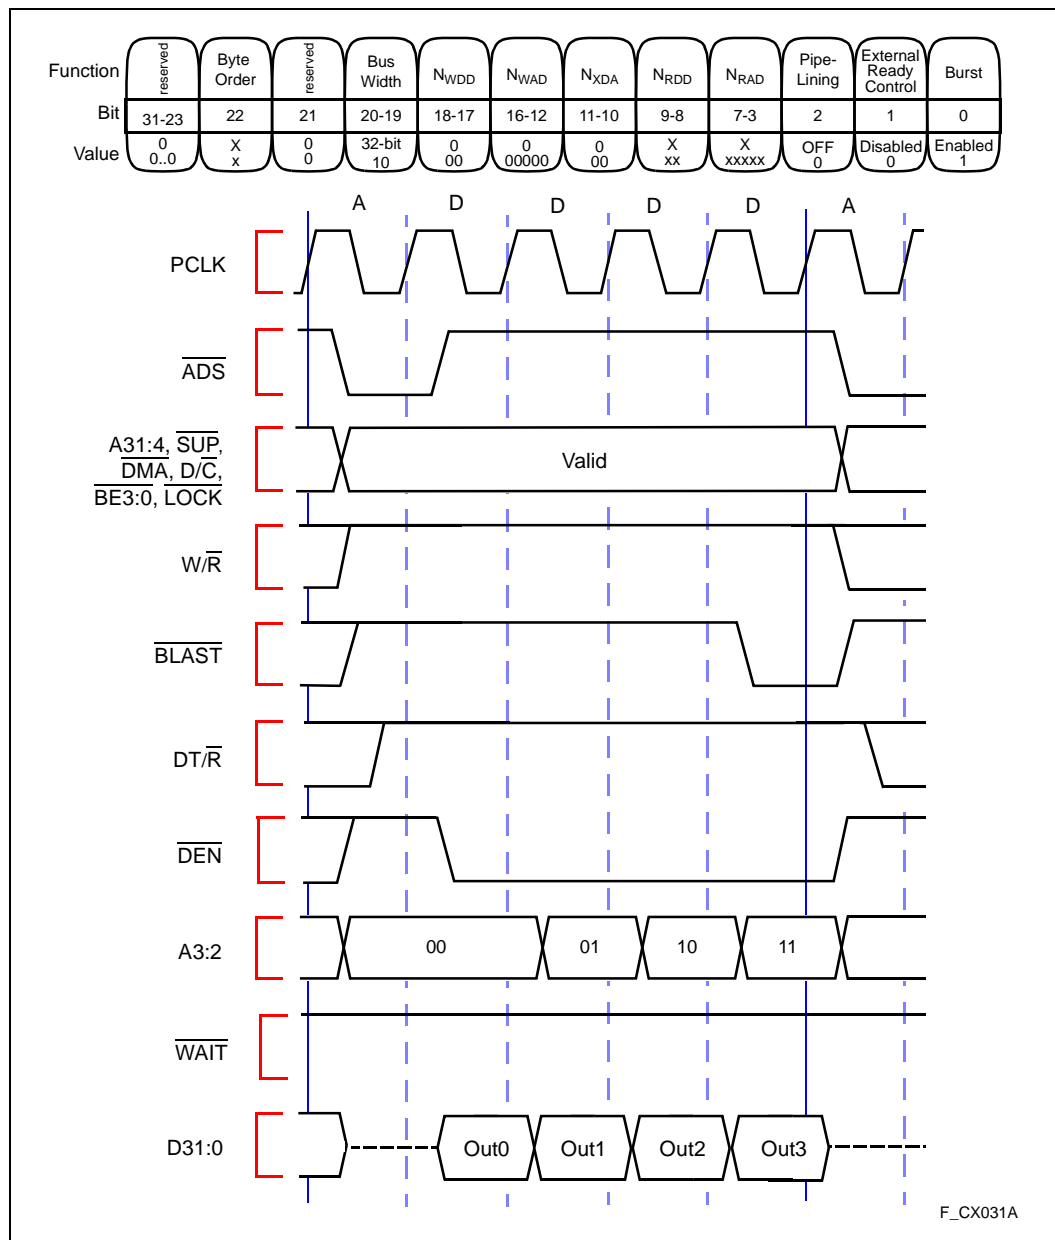 Function reserved Byte Order reserved Bus Width NWDD NWAD NXDA NRDD NRAD Pipe-Lining External Ready Control Burst
Bit 31-23 22 21 20-19 18-17 16-12 11-10 9-8 7-3 2 1 0
Value 0 X 0 32-bit 0 0 0 X X OFF Disabled Enabled
0..0 x 0 10 00 00000 00 xx xxxxx 0 0 1
A D D D D A
PCLK
ADS
A31:4, SUP,
DMA, D/C,
BE3:0, LOCK
Valid
W/R
BLAST
DT/R
DEN
A3:2 00 01 10 11
WAIT
D31:0 Out0 Out1 Out2 Out3
F_CX031A